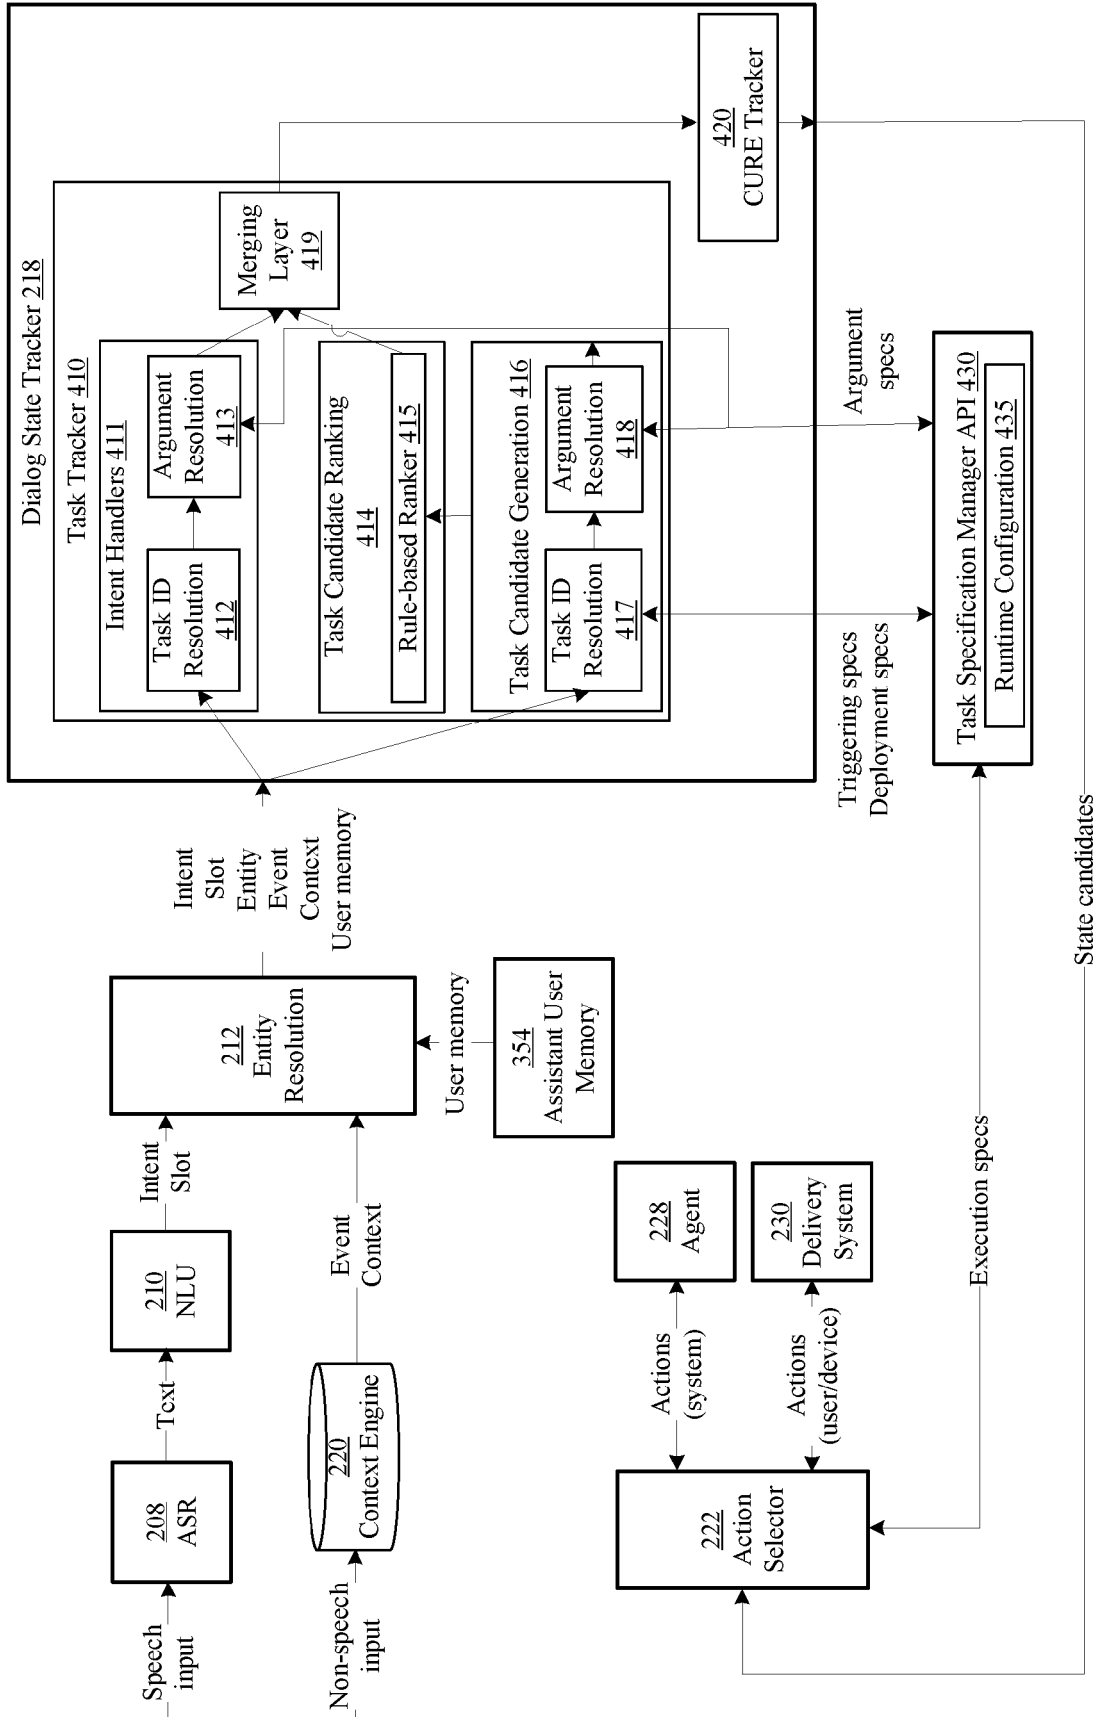 Speech
input
208
ASR
Text
210
NLU
Intent
Slot
Non-speech
input
220
Context Engine
Event
Context
212
Entity
Resolution
User memory
354
Assistant User
Memory
Intent
Slot
Entity
Event
Context
User memory
Dialog State Tracker 218
Task Tracker 410
Intent Handlers 411
Task ID
Resolution
412
Argument
Resolution
413
Task Candidate Ranking
414
Rule-based Ranker 415
Task Candidate Generation 416
Task ID
Resolution
417
Argument
Resolution
418
Merging
Layer
419
420
CURE Tracker
Triggering specs
Deployment specs
Argument
specs
Task Specification Manager API 430
Runtime Configuration 435
222
Action
Selector
Actions
(system)
228
Agent
Actions
(user/device)
230
Delivery
System
Execution specs
State candidates